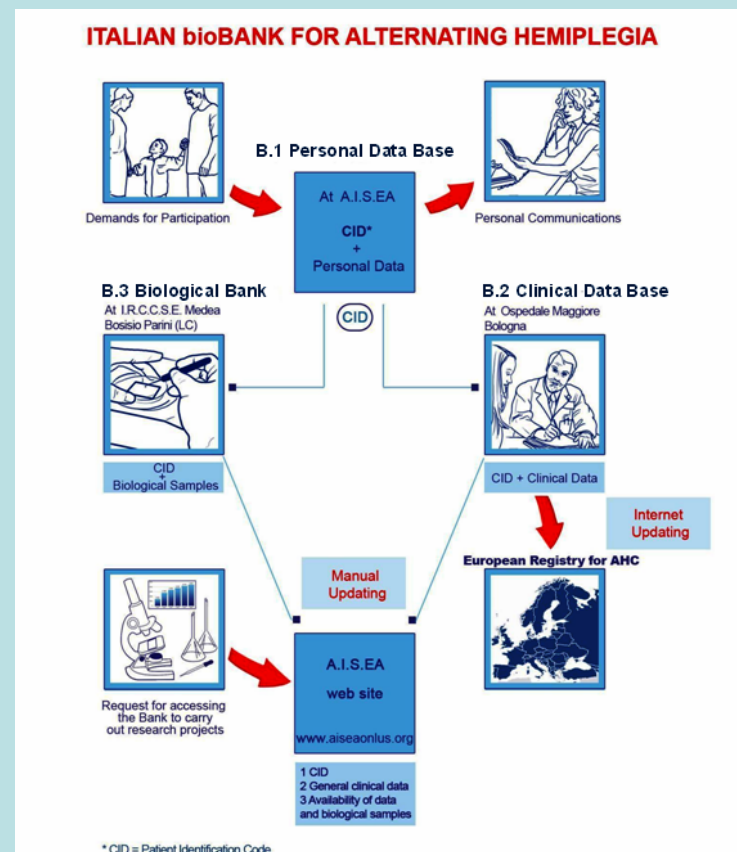 ITALIAN bioBANK FOR ALTERNATING HEMIPLEGIA
B.1 Personal Data Base
At A.I.S.EA
CID*
+
Personal Data
Demands for Participation
Personal Communications
B.3 Biological Bank
At I.R.C.C.S.E. Medea
Bosisio Parini (LC)
CID
B.2 Clinical Data Base
At Ospedale Maggiore
Bologna
CID
+
Biological Samples
CID + Clinical Data
Internet
Updating
European Registry for AHC
Manual
Updating
A.I.S.EA
web site
www.aiseaonlus.org
Request for accessing
the Bank to carry
out research projects
1 CID
2 General clinical data
3 Availability of data
and biological samples
* CID = Patient Identification Code